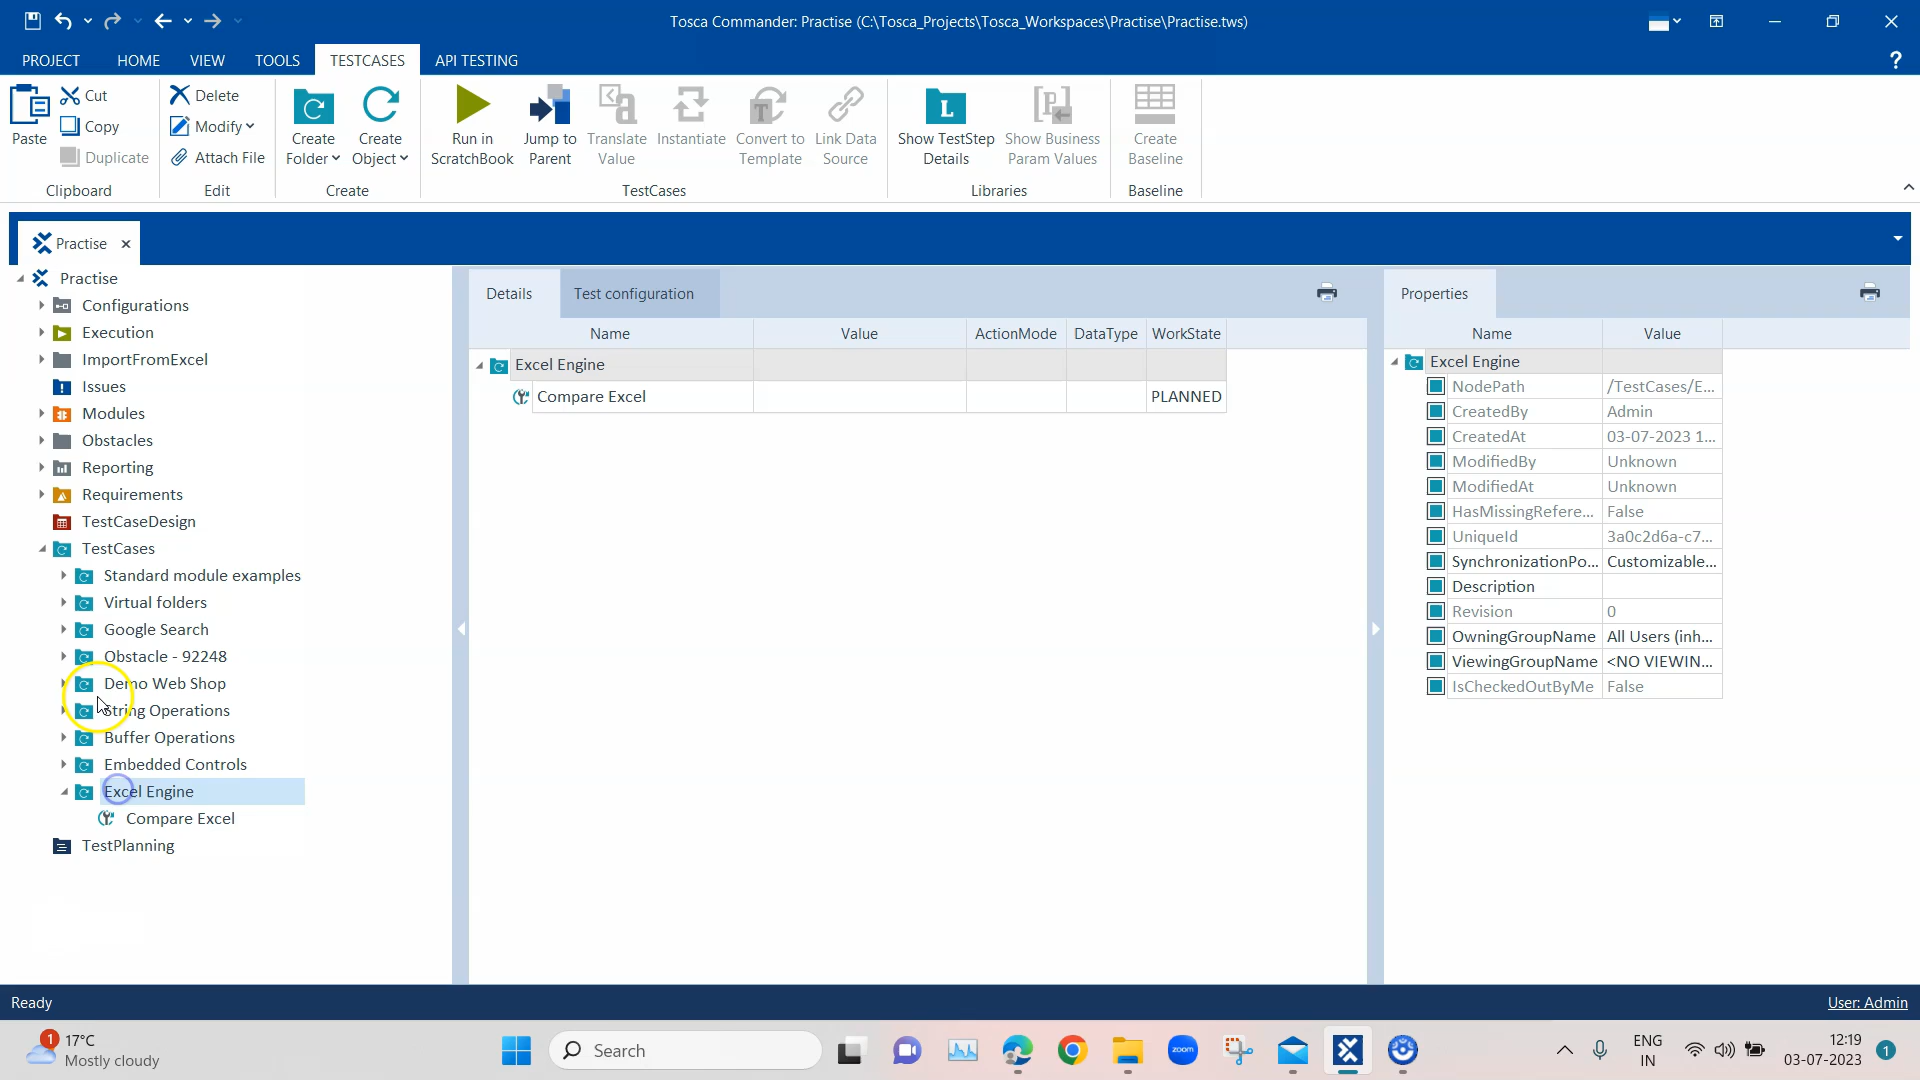 Tosca Commander: Practise (C:\Tosca_Projects\Tosca_Workspaces\Practise\Practise.tws)
PROJECT HOME VIEW TOOLS TESTCASES API TESTING ?
Paste
Cut
Copy
Duplicate
Clipboard
Delete
Modify
Attach File
Edit
Create Folder
Create Object
Create
Run in ScratchBook
Jump to Parent
Translate Value
Instantiate
Convert to Template
Link Data Source
TestCases
Show TestStep Details
Show Business Param Values
Libraries
Create Baseline
Baseline
Practise
Practise
Configurations
Execution
ImportFromExcel
Issues
Modules
Obstacles
Reporting
Requirements
TestCaseDesign
TestCases
Standard module examples
Virtual folders
Google Search
Obstacle - 92248
Demo Web Shop
String Operations
Buffer Operations
Embedded Controls
Excel Engine
Compare Excel
TestPlanning
Details Test configuration
Name Value ActionMode DataType WorkState
Excel Engine
Compare Excel PLANNED
Properties
Name Value
Excel Engine
NodePath /TestCases/E...
CreatedBy Admin
CreatedAt 03-07-2023 1...
ModifiedBy Unknown
ModifiedAt Unknown
HasMissingRefere... False
UniqueId 3a0c2d6a-c7...
SynchronizationPo... Customizable...
Description
Revision 0
OwningGroupName All Users (inh...
ViewingGroupName <NO VIEWIN...
IsCheckedOutByMe False
Ready User: Admin
1
17°C
Mostly cloudy
Search
zoom
ENG
IN
12:19
03-07-2023
1